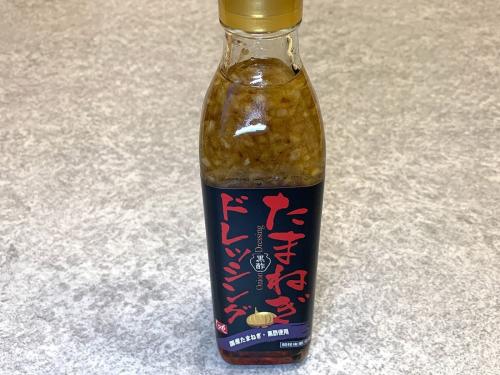 たまねぎ
ドレッシング
Onion Dressing
黒酢
国産たまねぎ・黒酢使用